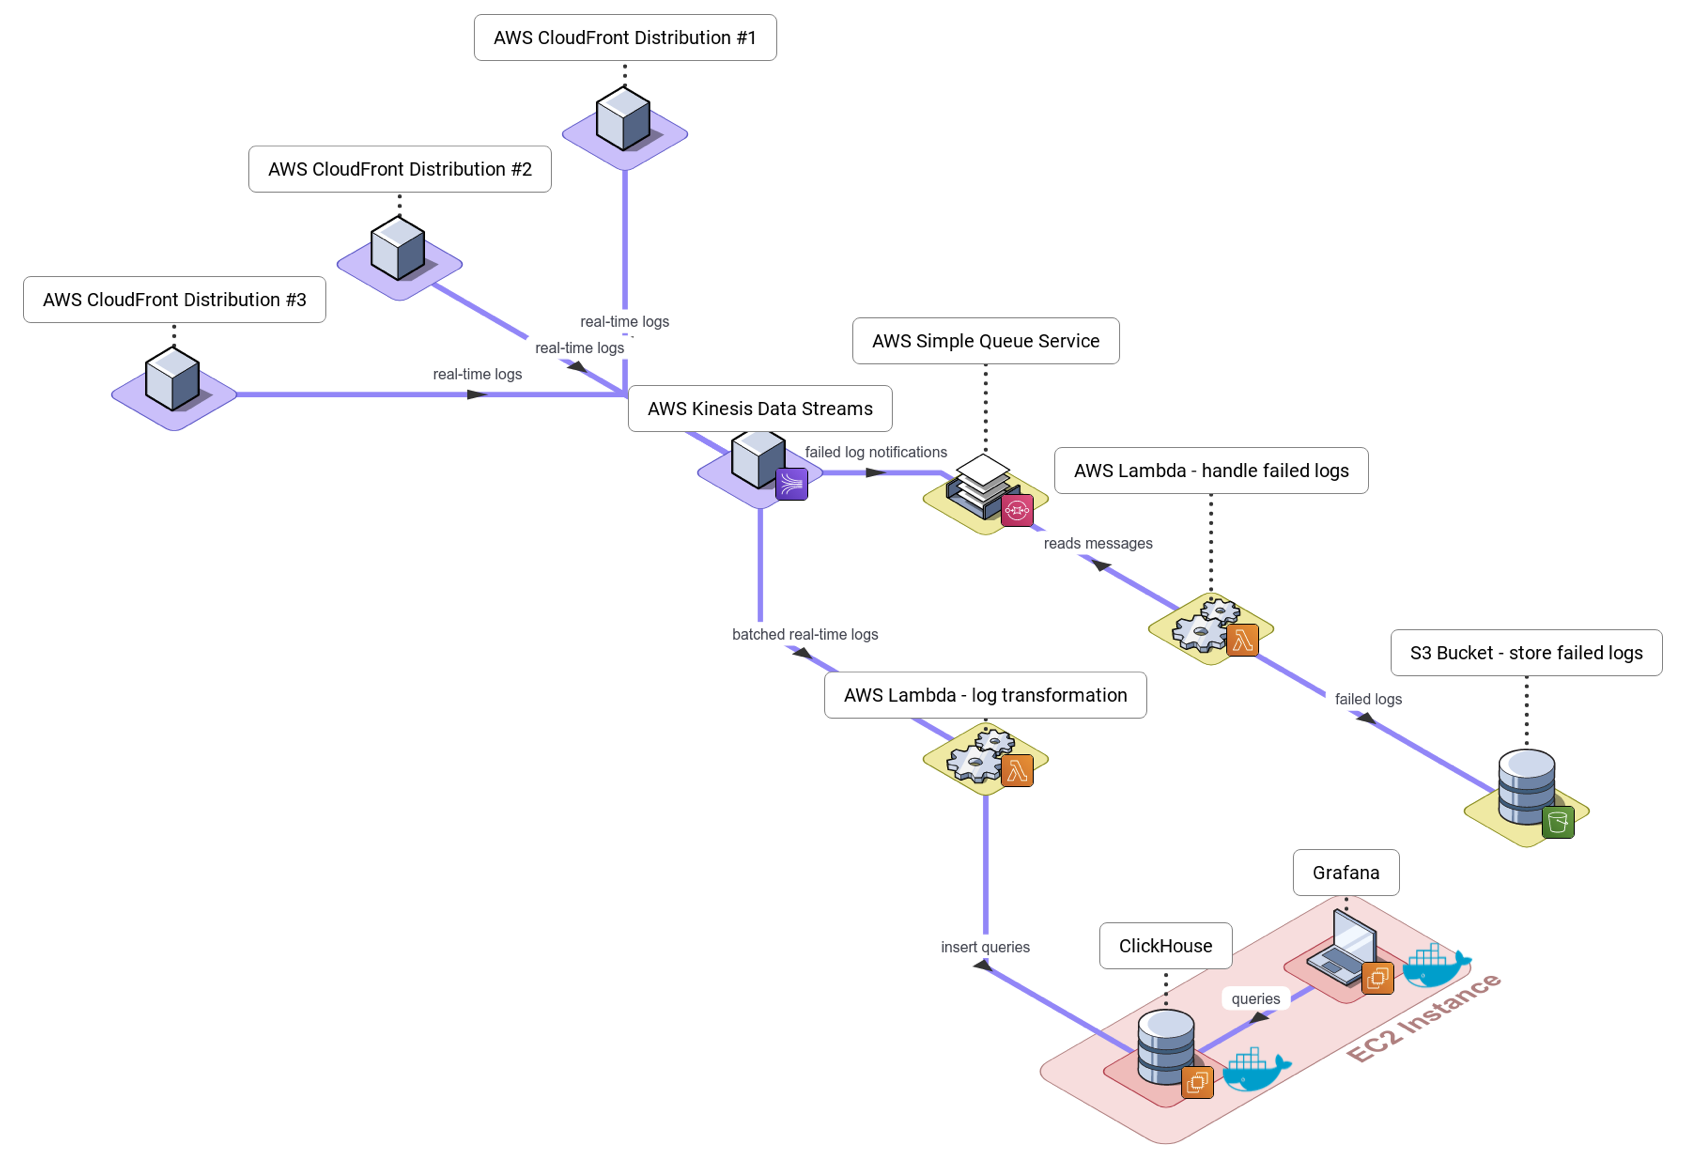 AWS CloudFront Distribution #1
AWS CloudFront Distribution #2
AWS CloudFront Distribution #3
real-time logs
real-time logs
real-time logs
AWS Simple Queue Service
AWS Kinesis Data Streams
failed log notifications
AWS Lambda - handle failed logs
reads messages
batched real-time logs
S3 Bucket - store failed logs
AWS Lambda - log transformation
failed logs
Grafana
ClickHouse
insert queries
queries
EC2 Instance